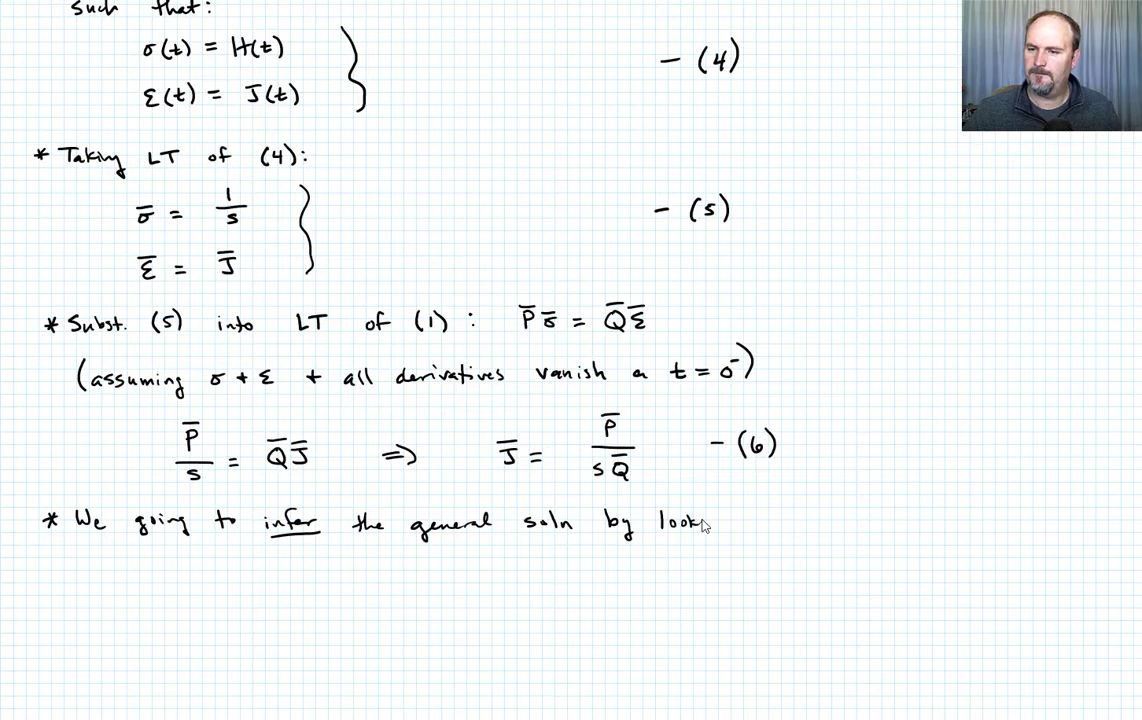 such that:
σ(t) = H(t)
ε(t) = J(t)
- (4)
* Taking LT of (4):
σ̅ = 1/s
ε̅ = J̅
- (5)
* Subst. (5) into LT of (1) : P̅σ̅ = Q̅ε̅
(assuming σ + ε + all derivatives vanish @ t = 0⁻)
P̅/s = Q̅J̅ => J̅ = P̅/sQ̅ - (6)
* We going to infer the general soln by look